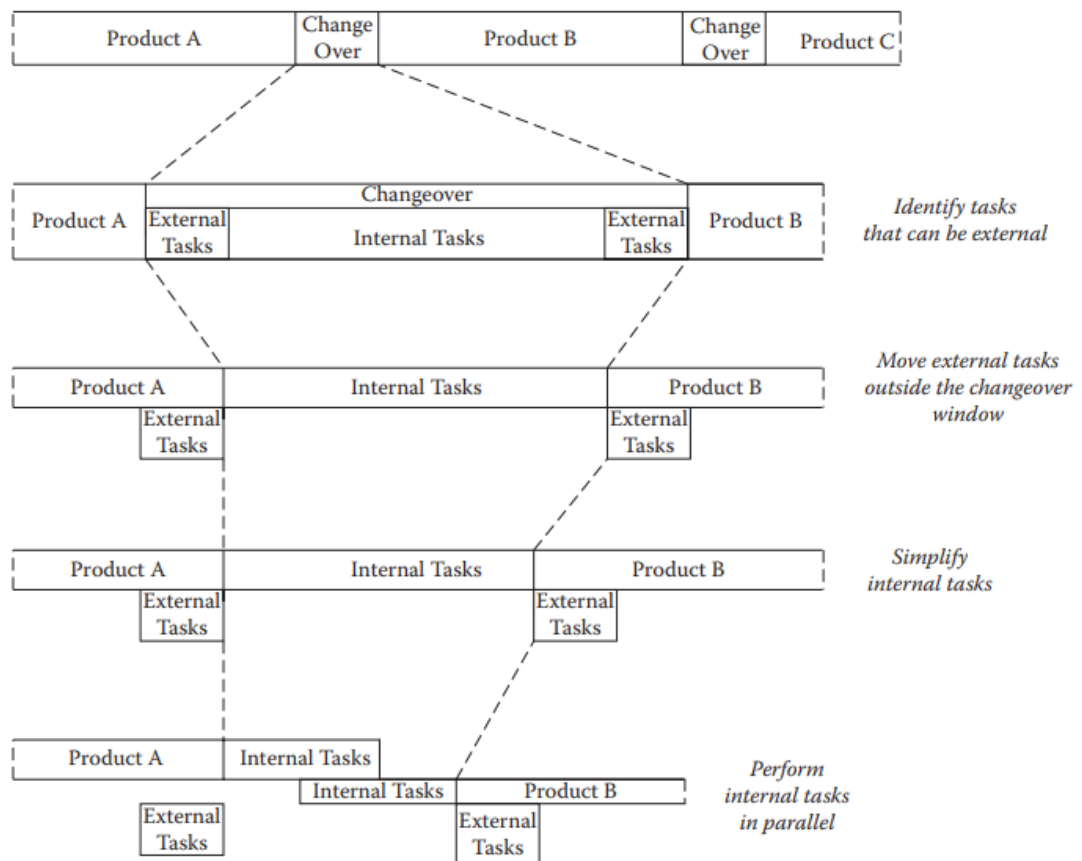 Product A
Change
Over
Product B
Change
Over
Product C
Changeover
Product A
External
Tasks
Internal Tasks
External
Tasks
Product B
Identify tasks
that can be external
Product A
Internal Tasks
Product B
External
Tasks
External
Tasks
Move external tasks
outside the changeover
window
Product A
Internal Tasks
Product B
External
Tasks
External
Tasks
Simplify
internal tasks
Product A
Internal Tasks
Internal Tasks
Product B
External
Tasks
External
Tasks
Perform
internal tasks
in parallel